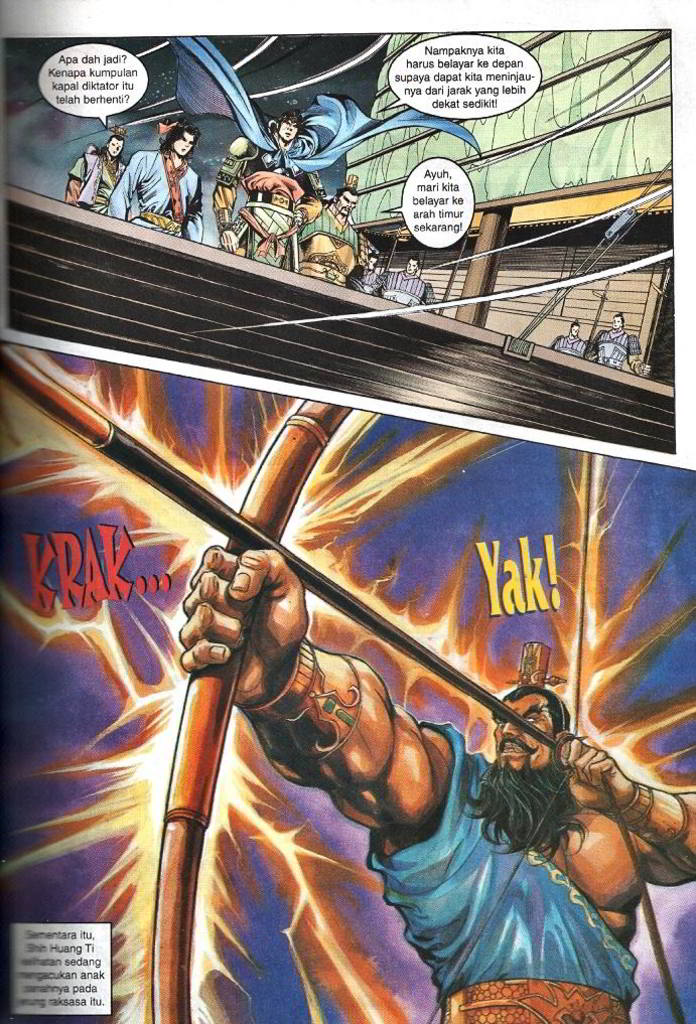 Apa dah jadi?
Kenapa kumpulan
kapal diktator itu
telah berhenti?
Nampaknya kita
harus belayar ke depan
supaya dapat kita meninjau-
nya dari jarak yang lebih
dekat sedikit!
Ayuh,
mari kita
belayar ke
arah timur
sekarang!
KRAK...
Yak!
Sementara itu,
Shih Huang Ti
kelihatan sedang
mengacukan anak
panahnya pada
raksasa itu.